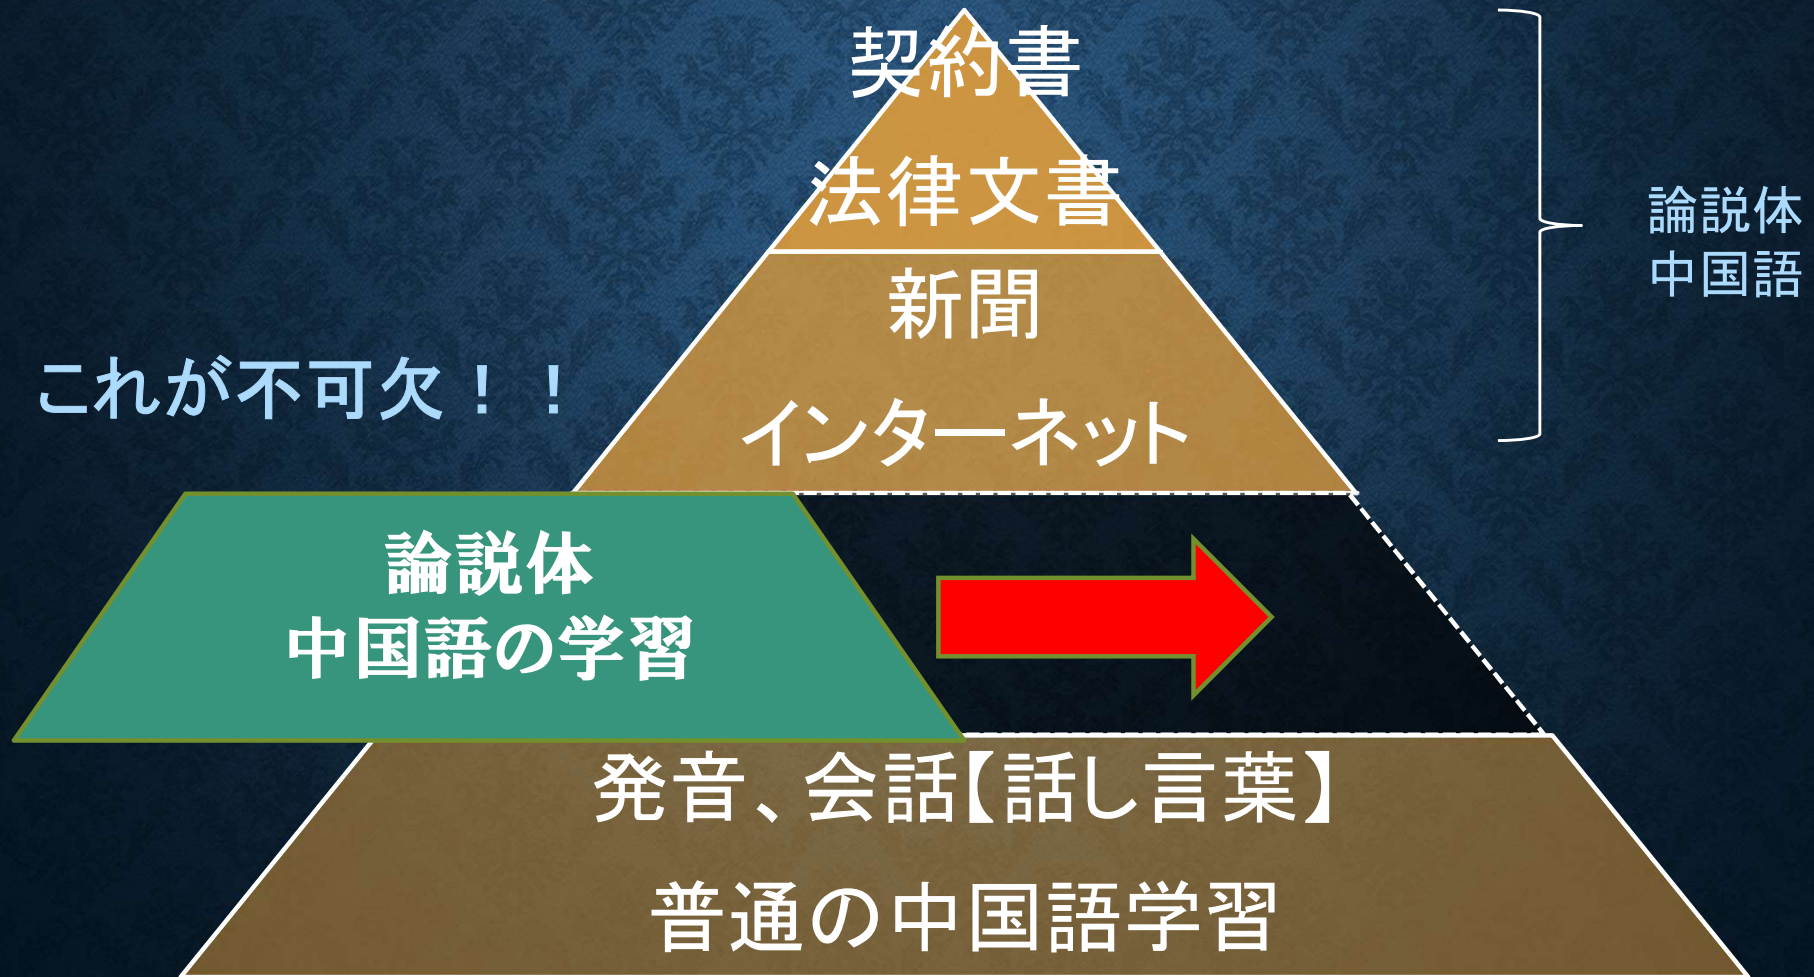 契約書
法律文書
新聞
インターネット
論説体
中国語
これが不可欠！！
論説体
中国語の学習
発音、会話【話し言葉】
普通の中国語学習